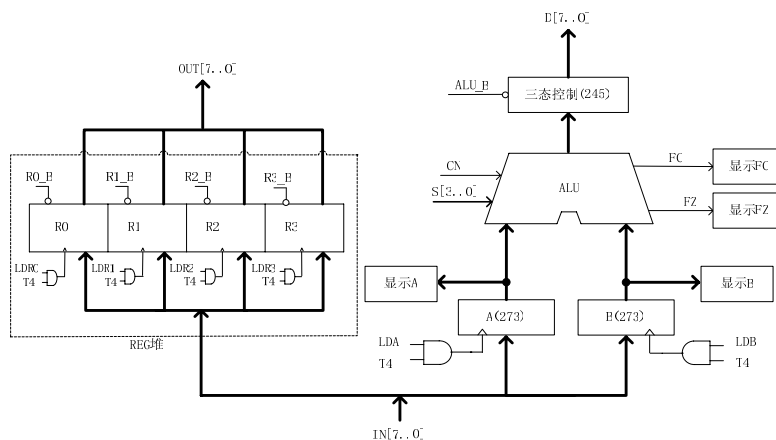 D[7..0]
OUT[7..0]
ALU_B
三态控制(245)
R0_B
R1_B
R2_B
R3_B
CN
S[3..0]
ALU
FC
显示FC
FZ
显示FZ
R0
R1
R2
R3
LDR0
T4
LDR1
T4
LDR2
T4
LDR3
T4
显示A
显示B
A(273)
B(273)
REG堆
LDA
T4
LDB
T4
IN[7..0]